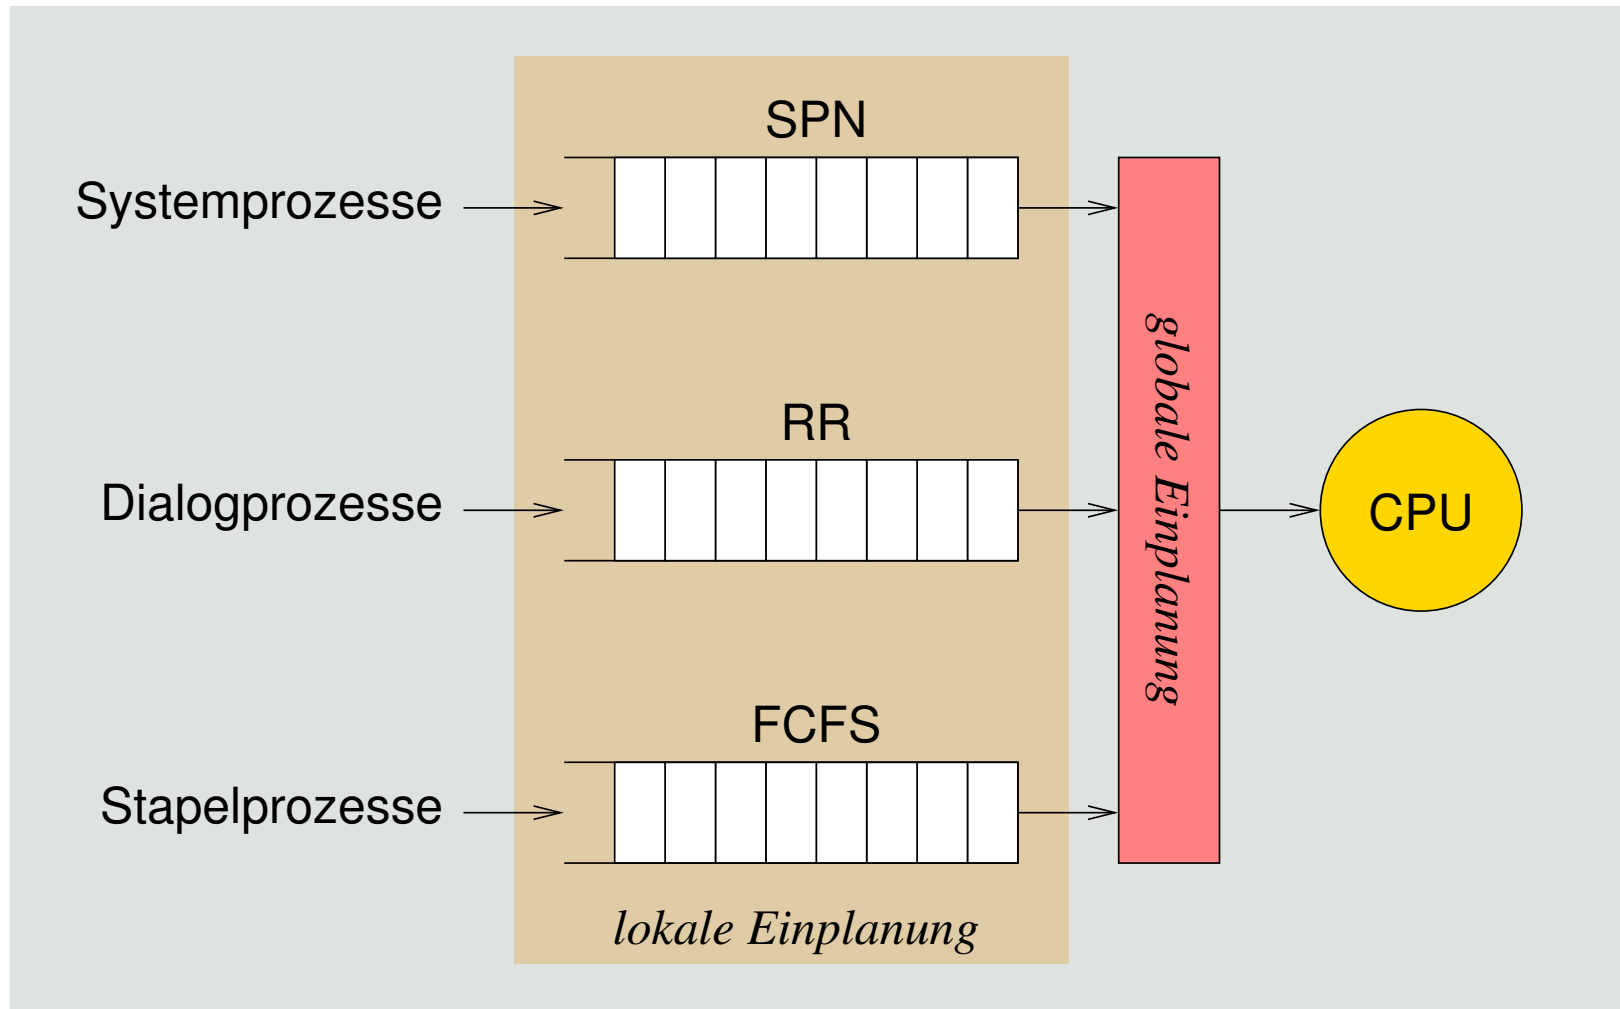 SPN
Systemprozesse
RR
Dialogprozesse
globale Einplanung
CPU
FCFS
Stapelprozesse
lokale Einplanung